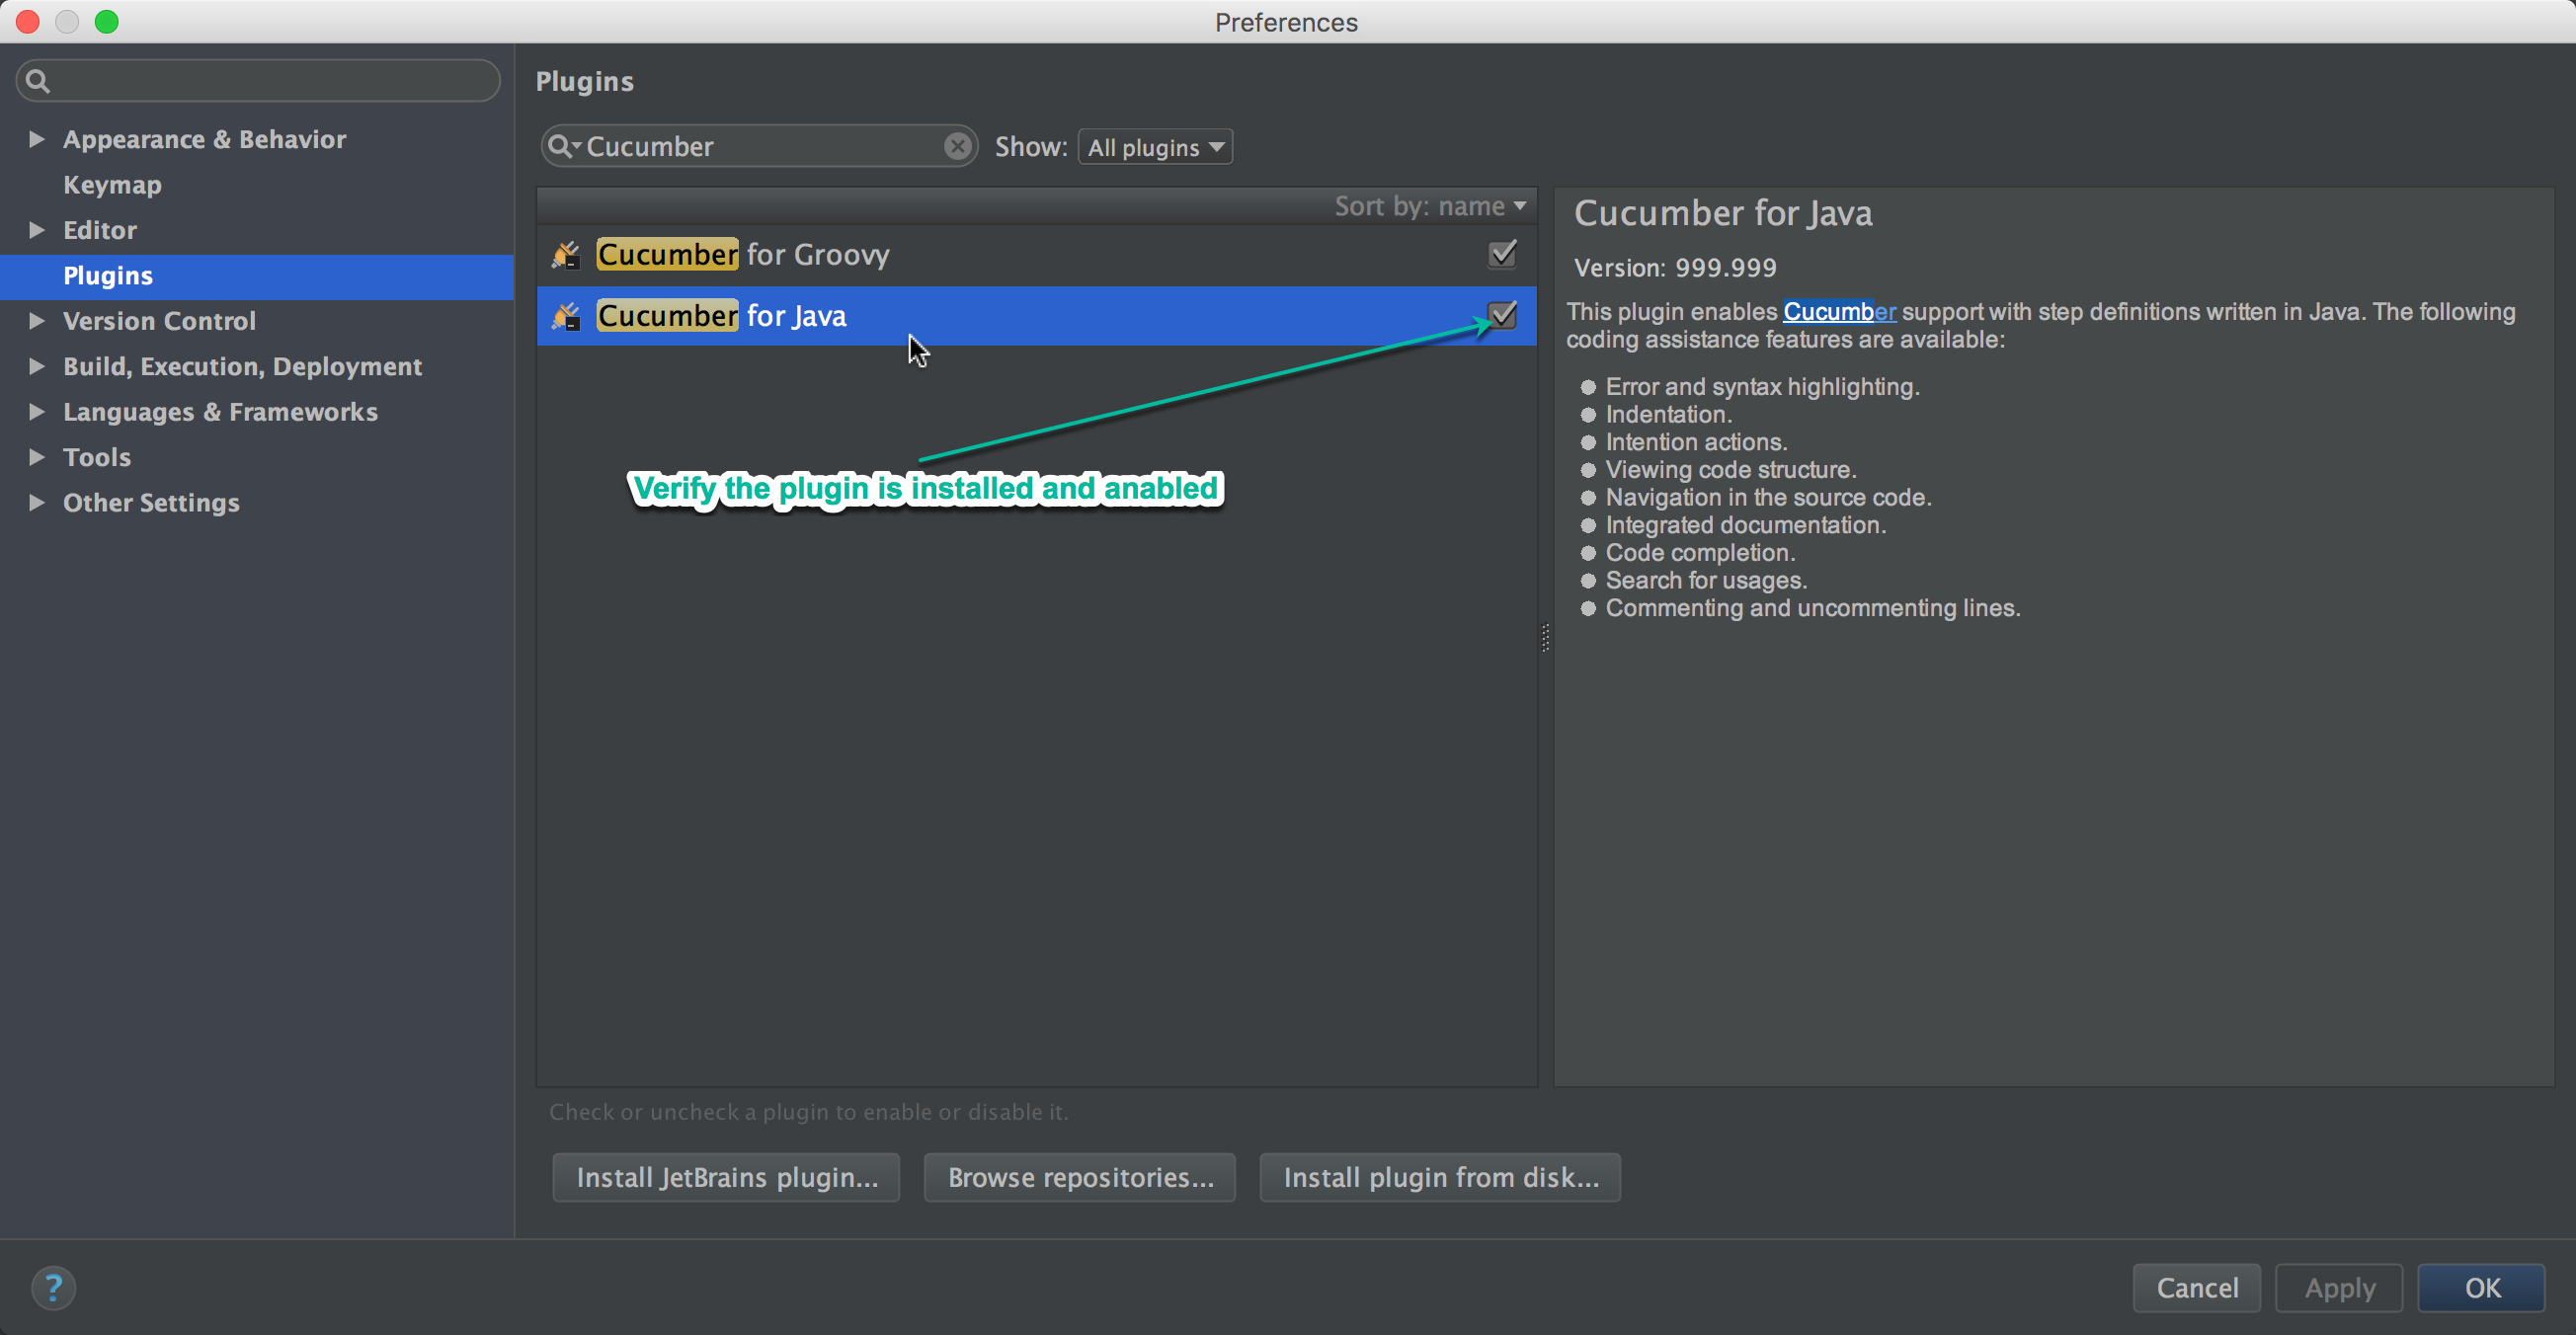 Preferences
Appearance & Behavior
Keymap
Editor
Plugins
Version Control
Build, Execution, Deployment
Languages & Frameworks
Tools
Other Settings
Plugins
Cucumber
Show: All plugins
Sort by: name
Cucumber for Groovy
Cucumber for Java
Verify the plugin is installed and anabled
Cucumber for Java
Version: 999.999
This plugin enables Cucumber support with step definitions written in Java. The following
coding assistance features are available:
Error and syntax highlighting.
Indentation.
Intention actions.
Viewing code structure.
Navigation in the source code.
Integrated documentation.
Code completion.
Search for usages.
Commenting and uncommenting lines.
Check or uncheck a plugin to enable or disable it.
Install JetBrains plugin... Browse repositories... Install plugin from disk...
? Cancel Apply OK